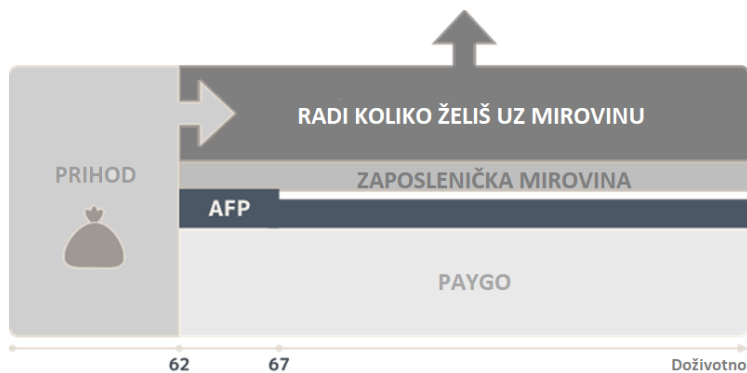 RADI KOLIKO ŽELIŠ UZ MIROVINU
PRIHOD
ZAPOSLENIČKA MIROVINA
AFP
PAYGO
62
67
Doživotno